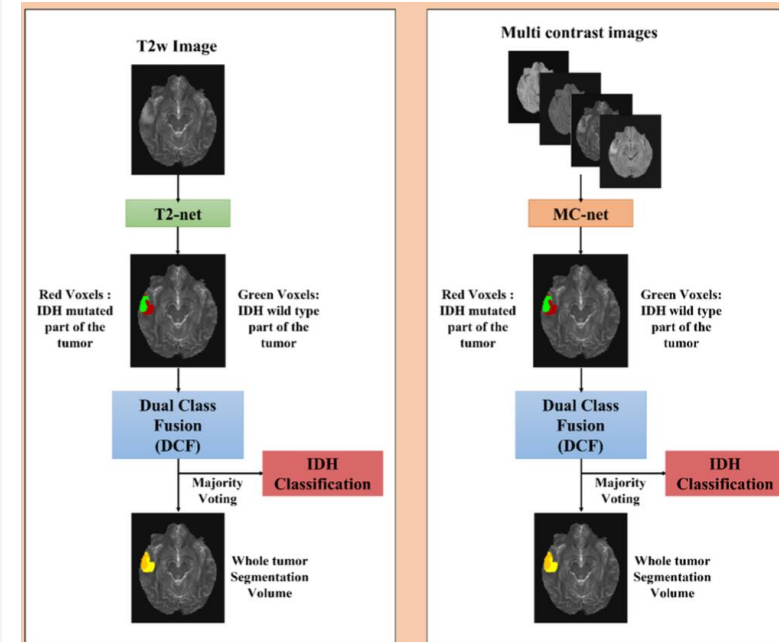 T2w Image
T2-net
Red Voxels :
IDH mutated
part of the
tumor
Green Voxels:
IDH wild type
part of the
tumor
Dual Class
Fusion
(DCF)
Majority
Voting
IDH
Classification
Whole tumor
Segmentation
Volume
Multi contrast images
MC-net
Red Voxels :
IDH mutated
part of the
tumor
Green Voxels:
IDH wild type
part of the
tumor
Dual Class
Fusion
(DCF)
Majority
Voting
IDH
Classification
Whole tumor
Segmentation
Volume